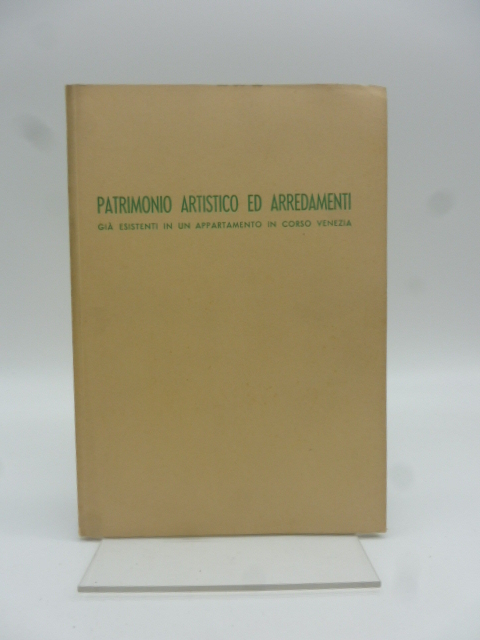 PATRIMONIO ARTISTICO ED ARREDAMENTI
GIÀ ESISTENTI IN UN APPARTAMENTO IN CORSO VENEZIA